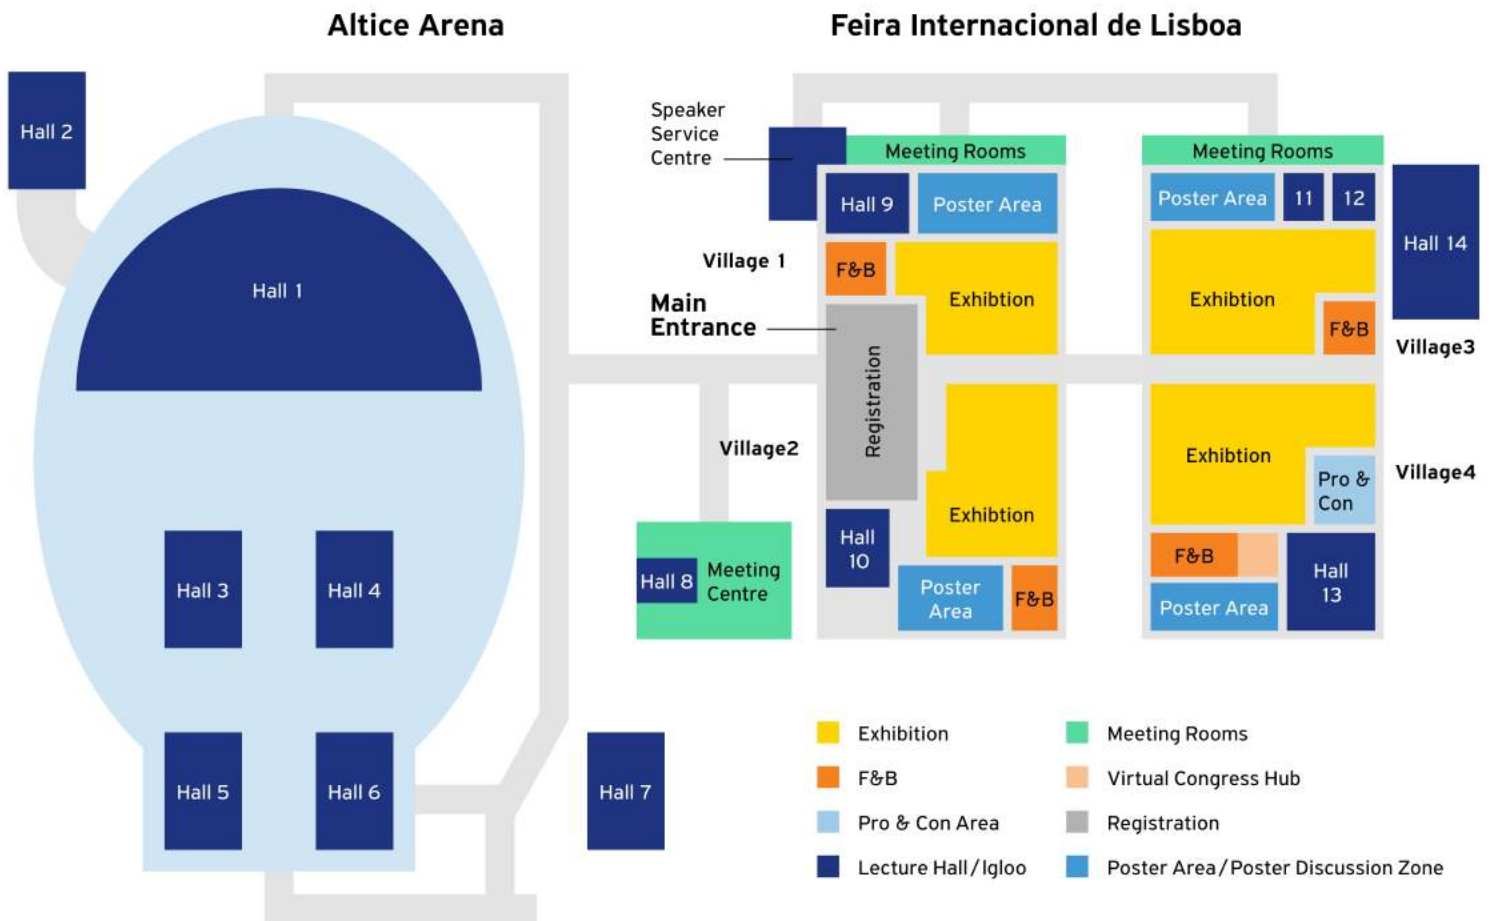 Altice Arena
Feira Internacional de Lisboa
Hall 2
Hall 1
Hall 3
Hall 4
Hall 5
Hall 6
Hall 7
Speaker
Service
Centre
Meeting Rooms
Hall 9
Poster Area
Village 1
F&B
Exhibtion
Main
Entrance
Registration
Village2
Exhibtion
Hall
10
Poster
Area
F&B
Hall 8
Meeting
Centre
Meeting Rooms
Poster Area
11
12
Hall 14
Exhibtion
F&B
Village3
Exhibtion
Pro &
Con
Village4
F&B
Hall
13
Poster Area
Exhibition
F&B
Pro & Con Area
Lecture Hall/Igloo
Meeting Rooms
Virtual Congress Hub
Registration
Poster Area/Poster Discussion Zone